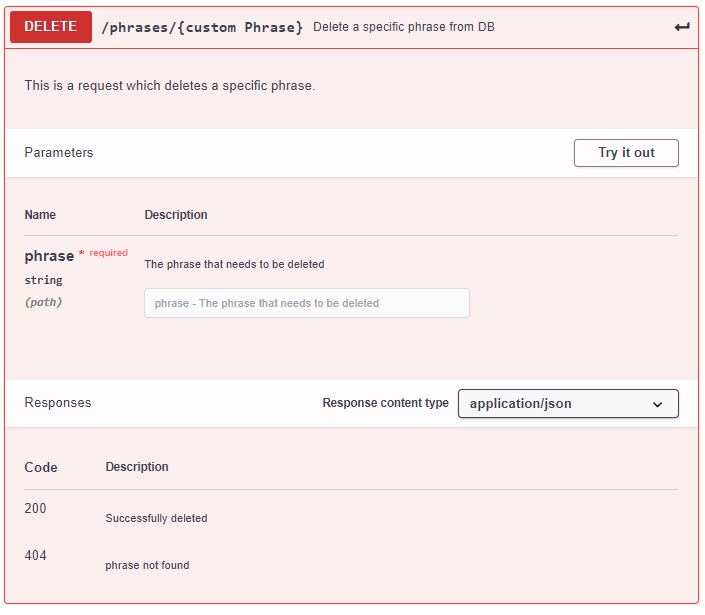 DELETE /phrases/{custom Phrase} Delete a specific phrase from DB
This is a request which deletes a specific phrase.
Parameters Try it out
Name Description
phrase * required
The phrase that needs to be deleted
string
(path)
phrase - The phrase that needs to be deleted
Responses Response content type application/json
Code Description
200
Successfully deleted
404
phrase not found